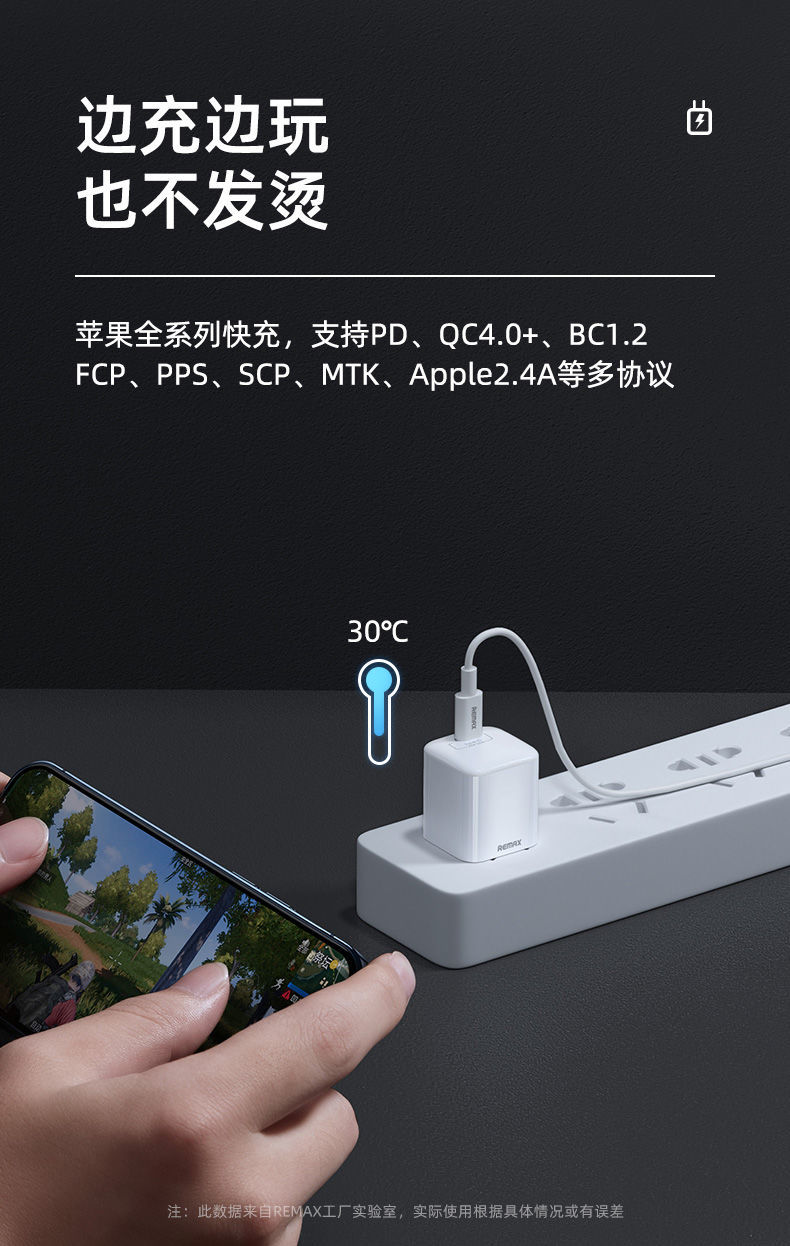 边充边玩
也不发烫
苹果全系列快充，支持PD、QC4.0+、BC1.2
FCP、PPS、SCP、MTK、Apple2.4A等多协议
30℃
REMAX
REMAX
注：此数据来自REMAX工厂实验室，实际使用根据具体情况或有误差